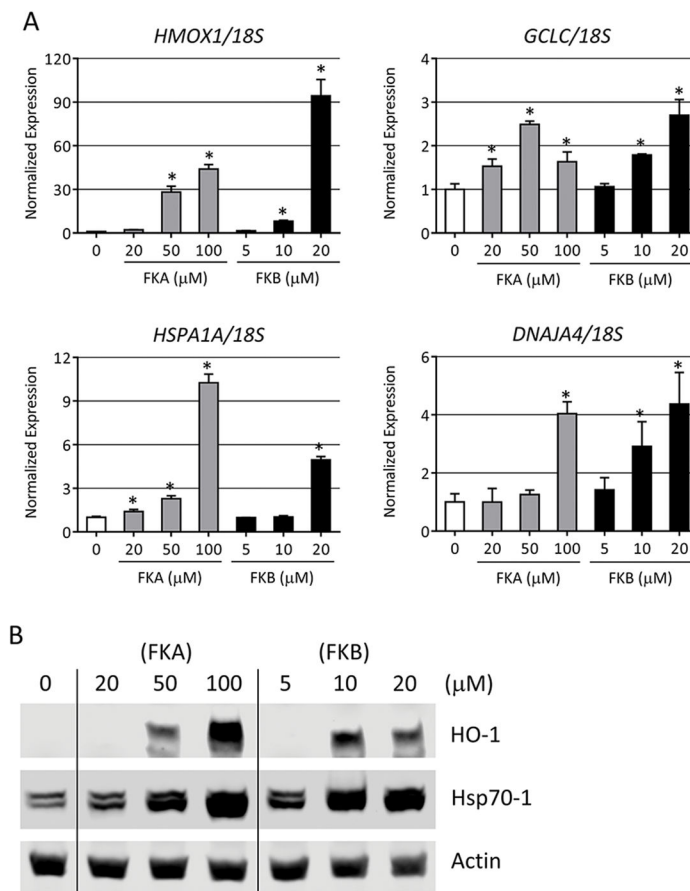 A
HMOX1/18S
Normalized Expression
120
90
60
30
0
* * * *
0 20 50 100 5 10 20
FKA (µM) FKB (µM)
GCLC/18S
Normalized Expression
4
3
2
1
0
* * * * *
0 20 50 100 5 10 20
FKA (µM) FKB (µM)
HSPA1A/18S
Normalized Expression
12
9
6
3
0
* * * *
0 20 50 100 5 10 20
FKA (µM) FKB (µM)
DNAJA4/18S
Normalized Expression
6
4
2
0
* * *
0 20 50 100 5 10 20
FKA (µM) FKB (µM)
B
(FKA) (FKB)
0 20 50 100 5 10 20 (µM)
HO-1
Hsp70-1
Actin